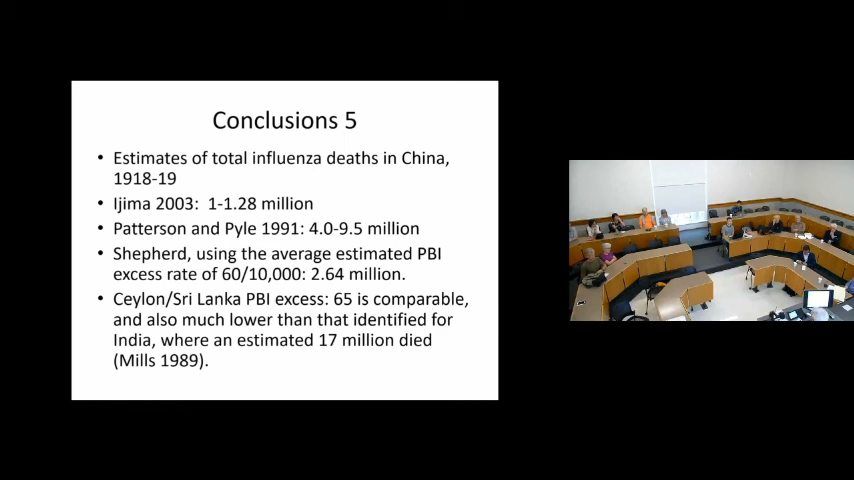 Conclusions 5
• Estimates of total influenza deaths in China,
1918-19
• Ijima 2003:  1-1.28 million
• Patterson and Pyle 1991: 4.0-9.5 million
• Shepherd, using the average estimated PBI
excess rate of 60/10,000: 2.64 million.
• Ceylon/Sri Lanka PBI excess: 65 is comparable,
and also much lower than that identified for
India, where an estimated 17 million died
(Mills 1989).